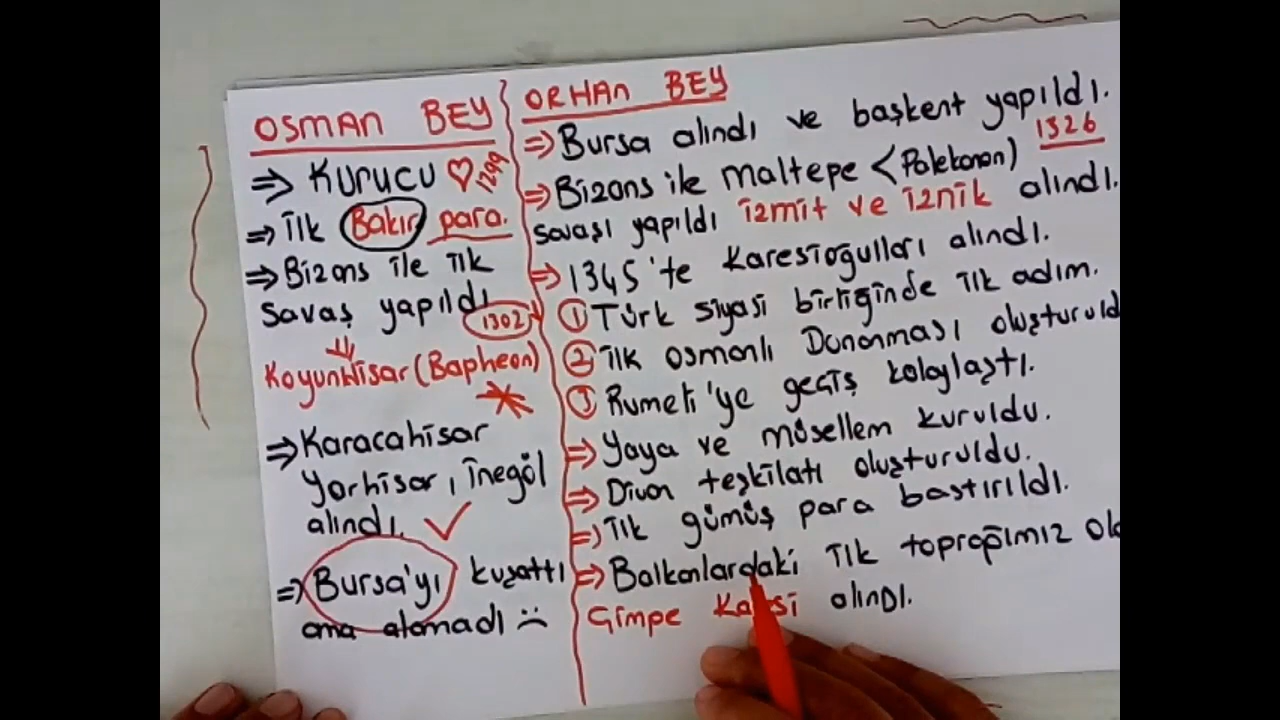 OSMAN BEY
⇒ Kurucu ♡ 1299
⇒ İlk Bakır para.
⇒ Bizans ile ilk
savaş yapıldı 1302
Koyunhisar (Bapheon)
⇒ Karacahisar
Yarhisar, İnegöl
alındı. ✓
⇒ Bursa'yı kuşattı
ama alamadı :(
ORHAN BEY
⇒ Bursa alındı ve başkent yapıldı.
1326
⇒ Bizans ile Maltepe (Palekanon)
savaşı yapıldı İzmit ve İznik alındı.
⇒ 1345'te Karesioğulları alındı.
① Türk siyasi birliğinde ilk adım.
② İlk Osmanlı Donanması oluşturuld
③ Rumeli'ye geçiş kolaylaştı.
⇒ Yaya ve müsellem kuruldu.
⇒ Divan teşkilatı oluşturuldu.
⇒ İlk gümüş para bastırıldı.
⇒ Balkanlardaki ilk toprağımız ola
Çimpe Kalesi alındı.